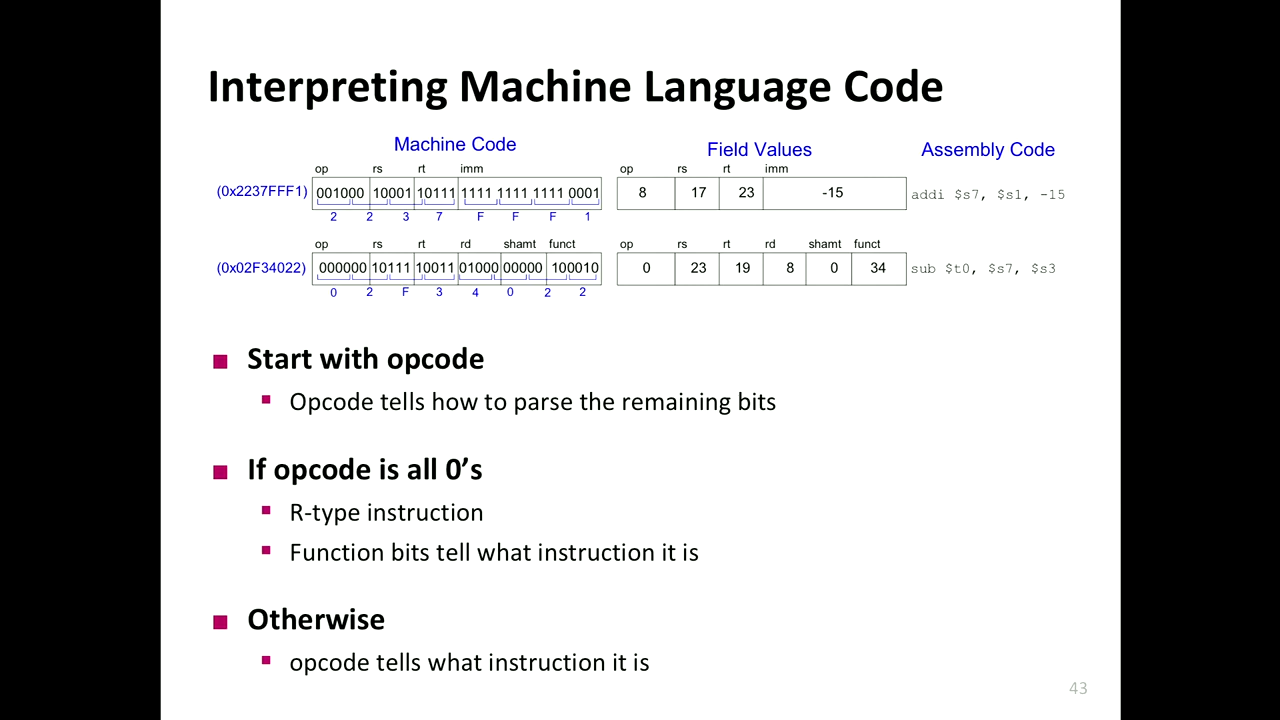 Interpreting Machine Language Code
Machine Code Field Values Assembly Code
op rs rt imm op rs rt imm
(0x2237FFF1) 001000 10001 10111 1111 1111 1111 0001 8 17 23 -15 addi $s7, $s1, -15
2 2 3 7 F F F 1
op rs rt rd shamt funct op rs rt rd shamt funct
(0x02F34022) 000000 10111 10011 01000 00000 100010 0 23 19 8 0 34 sub $t0, $s7, $s3
0 2 F 3 4 0 2 2
Start with opcode
Opcode tells how to parse the remaining bits
If opcode is all 0’s
R-type instruction
Function bits tell what instruction it is
Otherwise
opcode tells what instruction it is
43